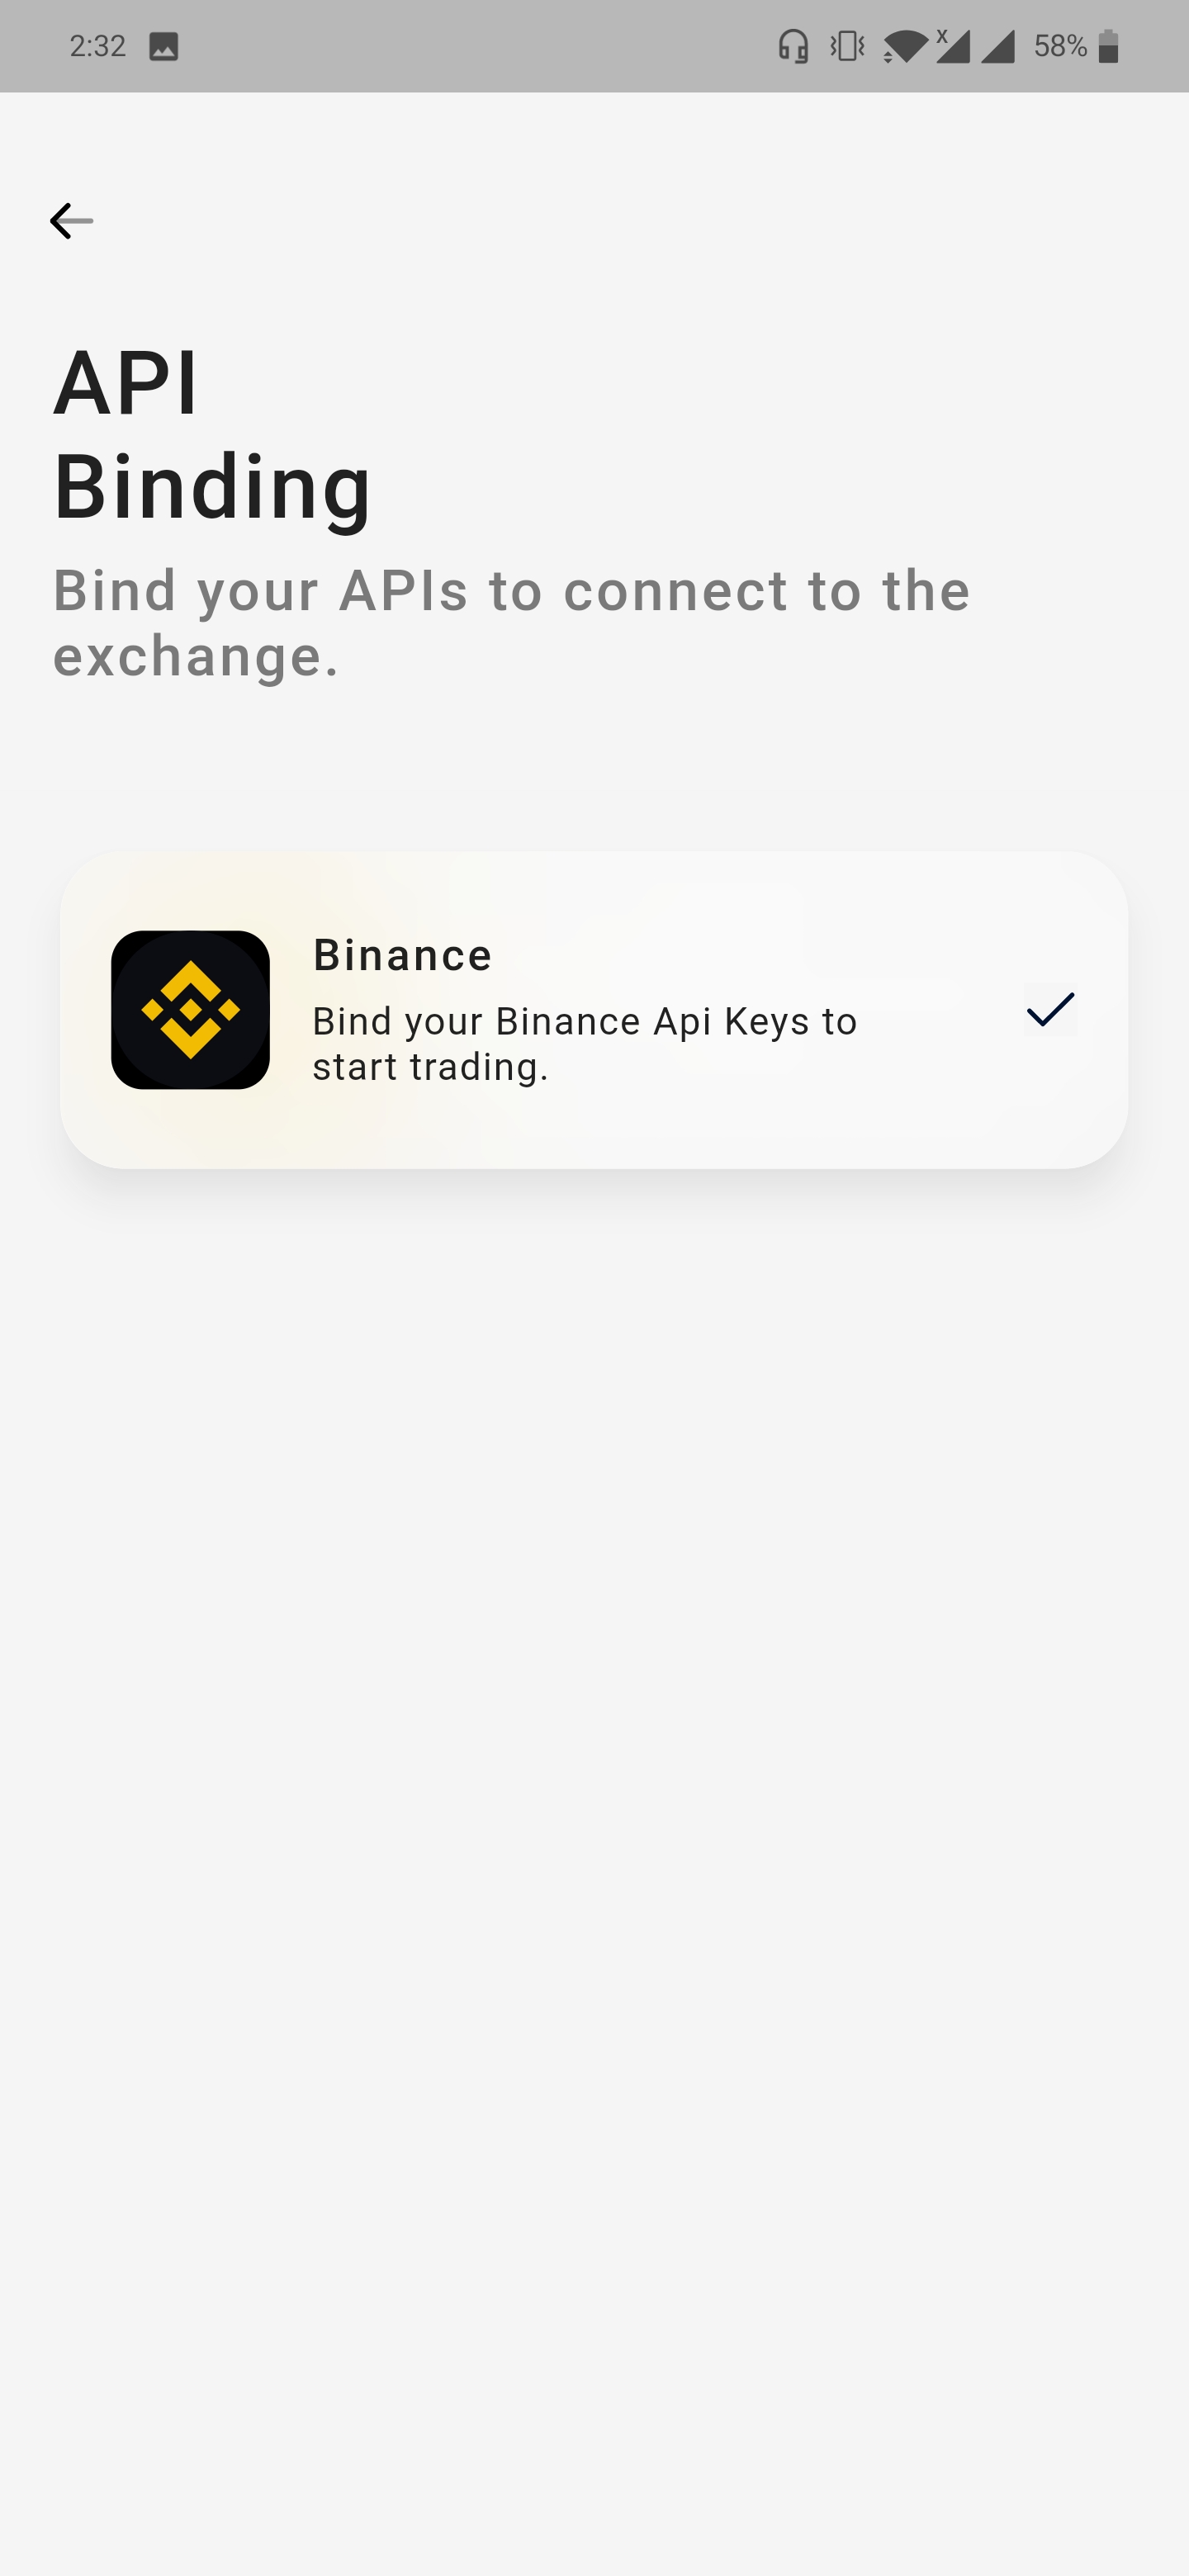 2:32
x
58%
API
Binding
Bind your APIs to connect to the
exchange.
Binance
Bind your Binance Api Keys to
start trading.